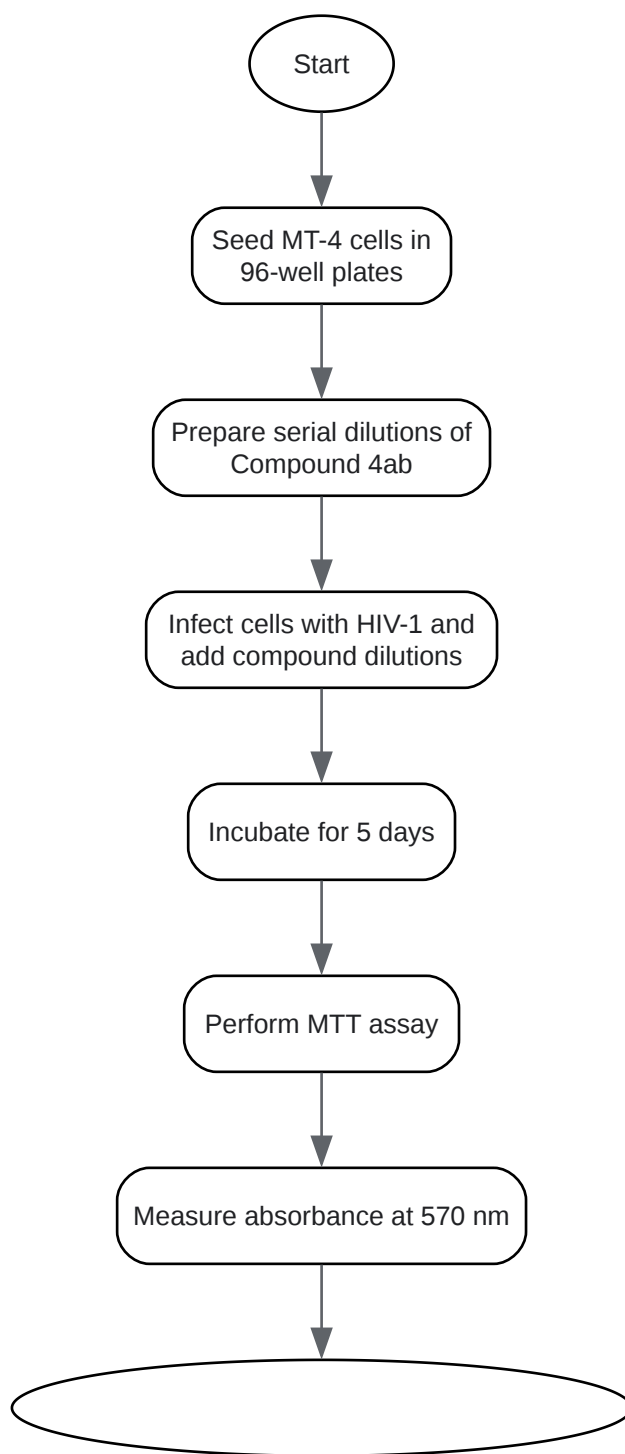 Start
Seed MT-4 cells in
96-well plates
Prepare serial dilutions of
Compound 4ab
Infect cells with HIV-1 and
add compound dilutions
Incubate for 5 days
Perform MTT assay
Measure absorbance at 570 nm